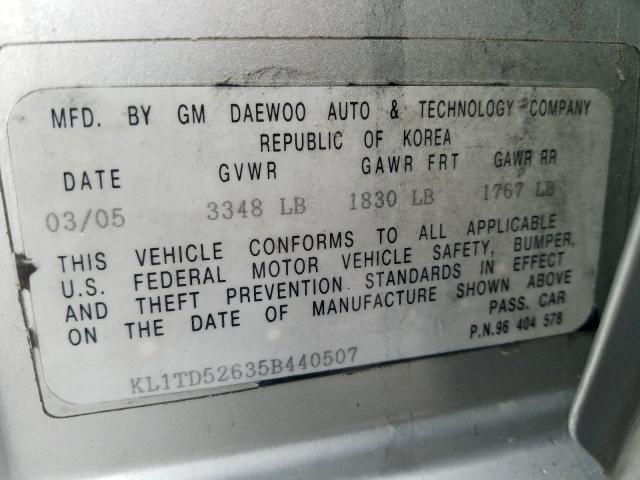 MFD. BY GM DAEWOO AUTO & TECHNOLOGY COMPANY
REPUBLIC OF KOREA
DATE GVWR GAWR FRT GAWR RR
03/05 3348 LB 1830 LB 1767 LB
THIS VEHICLE CONFORMS TO ALL APPLICABLE
U.S. FEDERAL MOTOR VEHICLE SAFETY, BUMPER,
AND THEFT PREVENTION STANDARDS IN EFFECT
ON THE DATE OF MANUFACTURE SHOWN ABOVE
PASS. CAR
P.N.96 404 578
KL1TD52635B440507